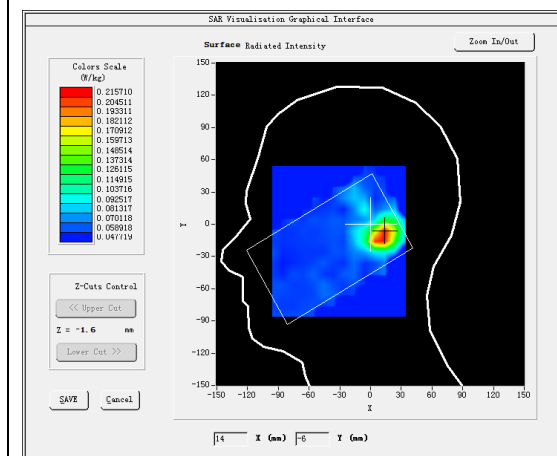 SAR Visualisation Graphical Interface
Surface Radiated Intensity
Zoom In/Out
Colors Scale
(W/kg)
0.215710
0.204511
0.193311
0.182112
0.170912
0.159713
0.148514
0.137314
0.126115
0.114915
0.103716
0.092517
0.081317
0.070118
0.058918
0.047719
150
120
90
60
30
0
-30
-60
-90
-120
-150
Y
-150 -120 -90 -60 -30 0 30 60 90 120 150
X
Z-Cuts Control
<< Upper Cut
Z = -1.6 mm
Lower Cut >>
SAVE Cancel
14 X (mm) -6 Y (mm)